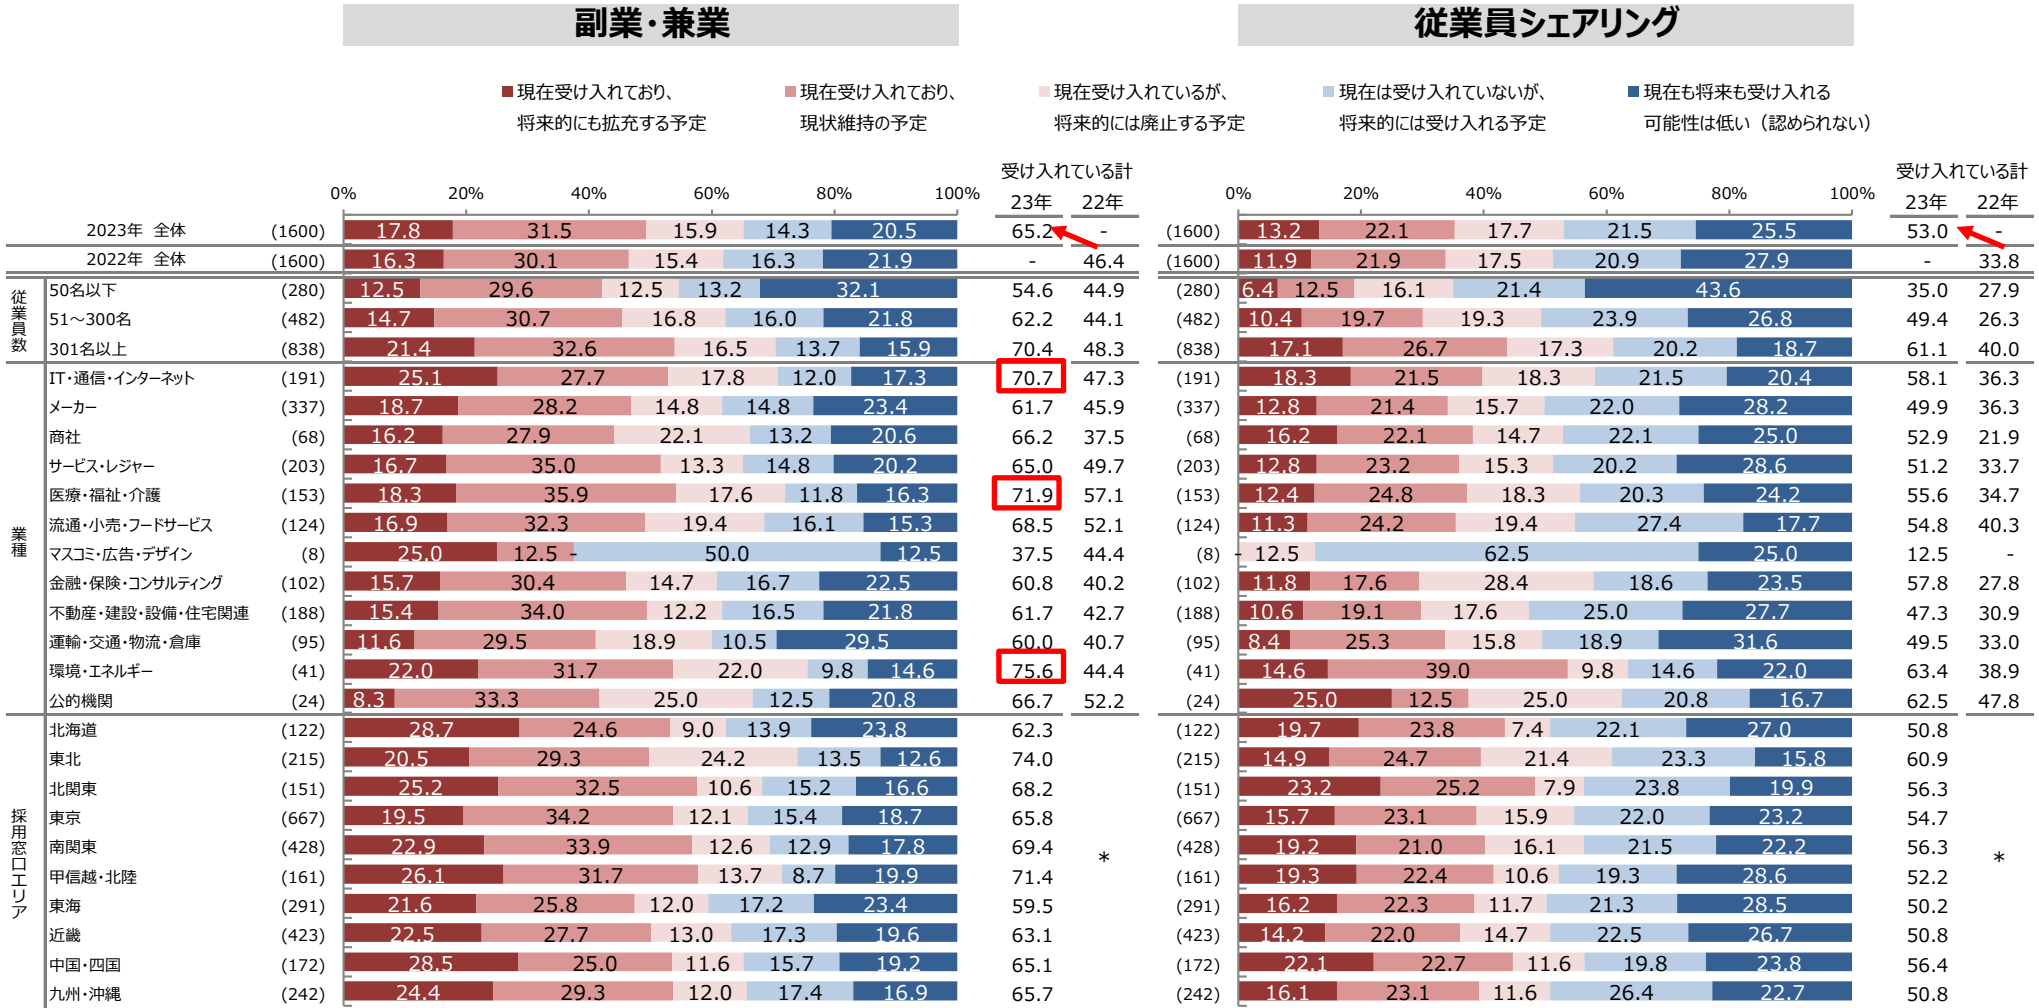 副業・兼業 従業員シェアリング
■現在受け入れており、 ■現在受け入れており、 ■現在受け入れているが、 ■現在は受け入れていないが、 ■現在も将来も受け入れる
将来的にも拡充する予定 現状維持の予定 将来的には廃止する予定 将来的には受け入れる予定 可能性は低い（認められない）
受け入れている計 受け入れている計
0% 20% 40% 60% 80% 100% 23年 22年 0% 20% 40% 60% 80% 100% 23年 22年
2023年 全体 (1600) 17.8 31.5 15.9 14.3 20.5 65.2 - (1600) 13.2 22.1 17.7 21.5 25.5 53.0 -
2022年 全体 (1600) 16.3 30.1 15.4 16.3 21.9 - 46.4 (1600) 11.9 21.9 17.5 20.9 27.9 - 33.8
従業員数
50名以下 (280) 12.5 29.6 12.5 13.2 32.1 54.6 44.9 (280) 6.4 12.5 16.1 21.4 43.6 35.0 27.9
51～300名 (482) 14.7 30.7 16.8 16.0 21.8 62.2 44.1 (482) 10.4 19.7 19.3 23.9 26.8 49.4 26.3
301名以上 (838) 21.4 32.6 16.5 13.7 15.9 70.4 48.3 (838) 17.1 26.7 17.3 20.2 18.7 61.1 40.0
業種
IT・通信・インターネット (191) 25.1 27.7 17.8 12.0 17.3 70.7 47.3 (191) 18.3 21.5 18.3 21.5 20.4 58.1 36.3
メーカー (337) 18.7 28.2 14.8 14.8 23.4 61.7 45.9 (337) 12.8 21.4 15.7 22.0 28.2 49.9 36.3
商社 (68) 16.2 27.9 22.1 13.2 20.6 66.2 37.5 (68) 16.2 22.1 14.7 22.1 25.0 52.9 21.9
サービス・レジャー (203) 16.7 35.0 13.3 14.8 20.2 65.0 49.7 (203) 12.8 23.2 15.3 20.2 28.6 51.2 33.7
医療・福祉・介護 (153) 18.3 35.9 17.6 11.8 16.3 71.9 57.1 (153) 12.4 24.8 18.3 20.3 24.2 55.6 34.7
流通・小売・フードサービス (124) 16.9 32.3 19.4 16.1 15.3 68.5 52.1 (124) 11.3 24.2 19.4 27.4 17.7 54.8 40.3
マスコミ・広告・デザイン (8) 25.0 12.5 - 50.0 12.5 37.5 44.4 (8) - 12.5 62.5 25.0 12.5 -
金融・保険・コンサルティング (102) 15.7 30.4 14.7 16.7 22.5 60.8 40.2 (102) 11.8 17.6 28.4 18.6 23.5 57.8 27.8
不動産・建設・設備・住宅関連 (188) 15.4 34.0 12.2 16.5 21.8 61.7 42.7 (188) 10.6 19.1 17.6 25.0 27.7 47.3 30.9
運輸・交通・物流・倉庫 (95) 11.6 29.5 18.9 10.5 29.5 60.0 40.7 (95) 8.4 25.3 15.8 18.9 31.6 49.5 33.0
環境・エネルギー (41) 22.0 31.7 22.0 9.8 14.6 75.6 44.4 (41) 14.6 39.0 9.8 14.6 22.0 63.4 38.9
公的機関 (24) 8.3 33.3 25.0 12.5 20.8 66.7 52.2 (24) 25.0 12.5 25.0 20.8 16.7 62.5 47.8
採用窓口エリア
北海道 (122) 28.7 24.6 9.0 13.9 23.8 62.3 (122) 19.7 23.8 7.4 22.1 27.0 50.8
東北 (215) 20.5 29.3 24.2 13.5 12.6 74.0 (215) 14.9 24.7 21.4 23.3 15.8 60.9
北関東 (151) 25.2 32.5 10.6 15.2 16.6 68.2 (151) 23.2 25.2 7.9 23.8 19.9 56.3
東京 (667) 19.5 34.2 12.1 15.4 18.7 65.8 (667) 15.7 23.1 15.9 22.0 23.2 54.7
南関東 (428) 22.9 33.9 12.6 12.9 17.8 69.4 * (428) 19.2 21.0 16.1 21.5 22.2 56.3 *
甲信越・北陸 (161) 26.1 31.7 13.7 8.7 19.9 71.4 (161) 19.3 22.4 10.6 19.3 28.6 52.2
東海 (291) 21.6 25.8 12.0 17.2 23.4 59.5 (291) 16.2 22.3 11.7 21.3 28.5 50.2
近畿 (423) 22.5 27.7 13.0 17.3 19.6 63.1 (423) 14.2 22.0 14.7 22.5 26.7 50.8
中国・四国 (172) 28.5 25.0 11.6 15.7 19.2 65.1 (172) 22.1 22.7 11.6 19.8 23.8 56.4
九州・沖縄 (242) 24.4 29.3 12.0 17.4 16.9 65.7 (242) 16.1 23.1 11.6 26.4 22.7 50.8